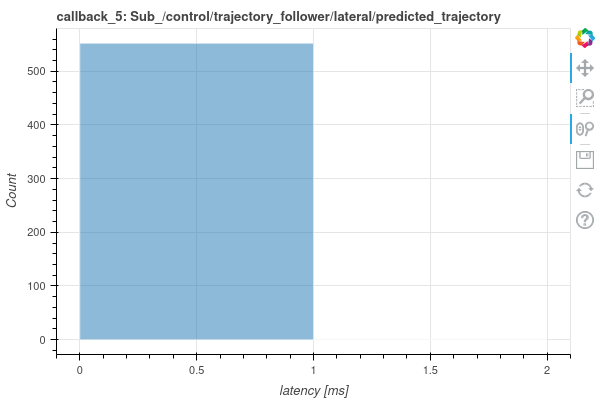 callback_5: Sub_/control/trajectory_follower/lateral/predicted_trajectory
500
400
300
200
100
0
Count
0 0.5 1 1.5 2
latency [ms]